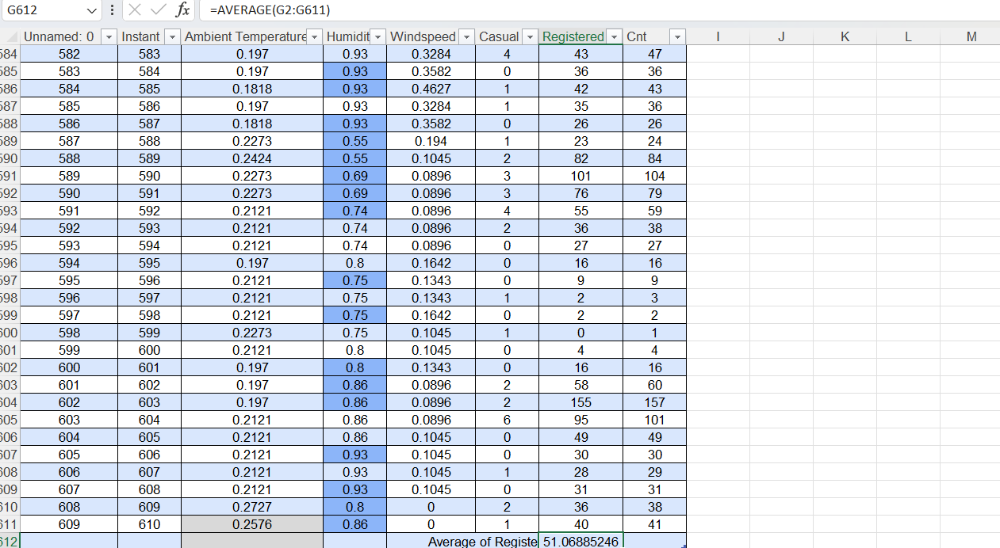 G612 fx =AVERAGE(G2:G611)
Unnamed: 0 Instant Ambient Temperature Humidit Windspeed Casual Registered Cnt I J K L M
584 582 583 0.197 0.93 0.3284 4 43 47
585 583 584 0.197 0.93 0.3582 0 36 36
586 584 585 0.1818 0.93 0.4627 1 42 43
587 585 586 0.197 0.93 0.3284 1 35 36
588 586 587 0.1818 0.93 0.3582 0 26 26
589 587 588 0.2273 0.55 0.194 1 23 24
590 588 589 0.2424 0.55 0.1045 2 82 84
591 589 590 0.2273 0.69 0.0896 3 101 104
592 590 591 0.2273 0.69 0.0896 3 76 79
593 591 592 0.2121 0.74 0.0896 4 55 59
594 592 593 0.2121 0.74 0.0896 2 36 38
595 593 594 0.2121 0.74 0.0896 0 27 27
596 594 595 0.197 0.8 0.1642 0 16 16
597 595 596 0.2121 0.75 0.1343 0 9 9
598 596 597 0.2121 0.75 0.1343 1 2 3
599 597 598 0.2121 0.75 0.1642 0 2 2
600 598 599 0.2273 0.75 0.1045 1 0 1
601 599 600 0.2121 0.8 0.1045 0 4 4
602 600 601 0.197 0.8 0.1343 0 16 16
603 601 602 0.197 0.86 0.0896 2 58 60
604 602 603 0.197 0.86 0.0896 2 155 157
605 603 604 0.2121 0.86 0.0896 6 95 101
606 604 605 0.2121 0.86 0.1045 0 49 49
607 605 606 0.2121 0.93 0.1045 0 30 30
608 606 607 0.2121 0.93 0.1045 1 28 29
609 607 608 0.2121 0.93 0.1045 0 31 31
610 608 609 0.2727 0.8 0 2 36 38
611 609 610 0.2576 0.86 0 1 40 41
612 Average of Registe 51.06885246